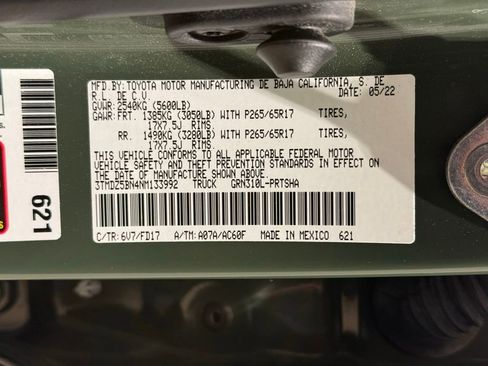 MFD.BY:TOYOTA MOTOR MANUFACTURING DE BAJA CALIFORNIA, S. DE
R.L. DE C.V. DATE: 05/22
GVWR:2540KG (5600LB)
GAWR:FRT. 1385KG (3050LB) WITH P265/65R17 TIRES,
17X7.5J RIMS.
RR. 1490KG (3280LB) WITH P265/65R17 TIRES,
17X7.5J RIMS.
THIS VEHICLE CONFORMS TO ALL APPLICABLE FEDERAL MOTOR
VEHICLE SAFETY AND THEFT PREVENTION STANDARDS IN EFFECT
ON THE DATE OF MANUFACTURE SHOWN ABOVE.
3TMDZ5BN4NM133992 TRUCK GRN310L-PRTSHA
C/TR: 6V7/FD17 A/TM: A07A/AC60F MADE IN MEXICO 621
621